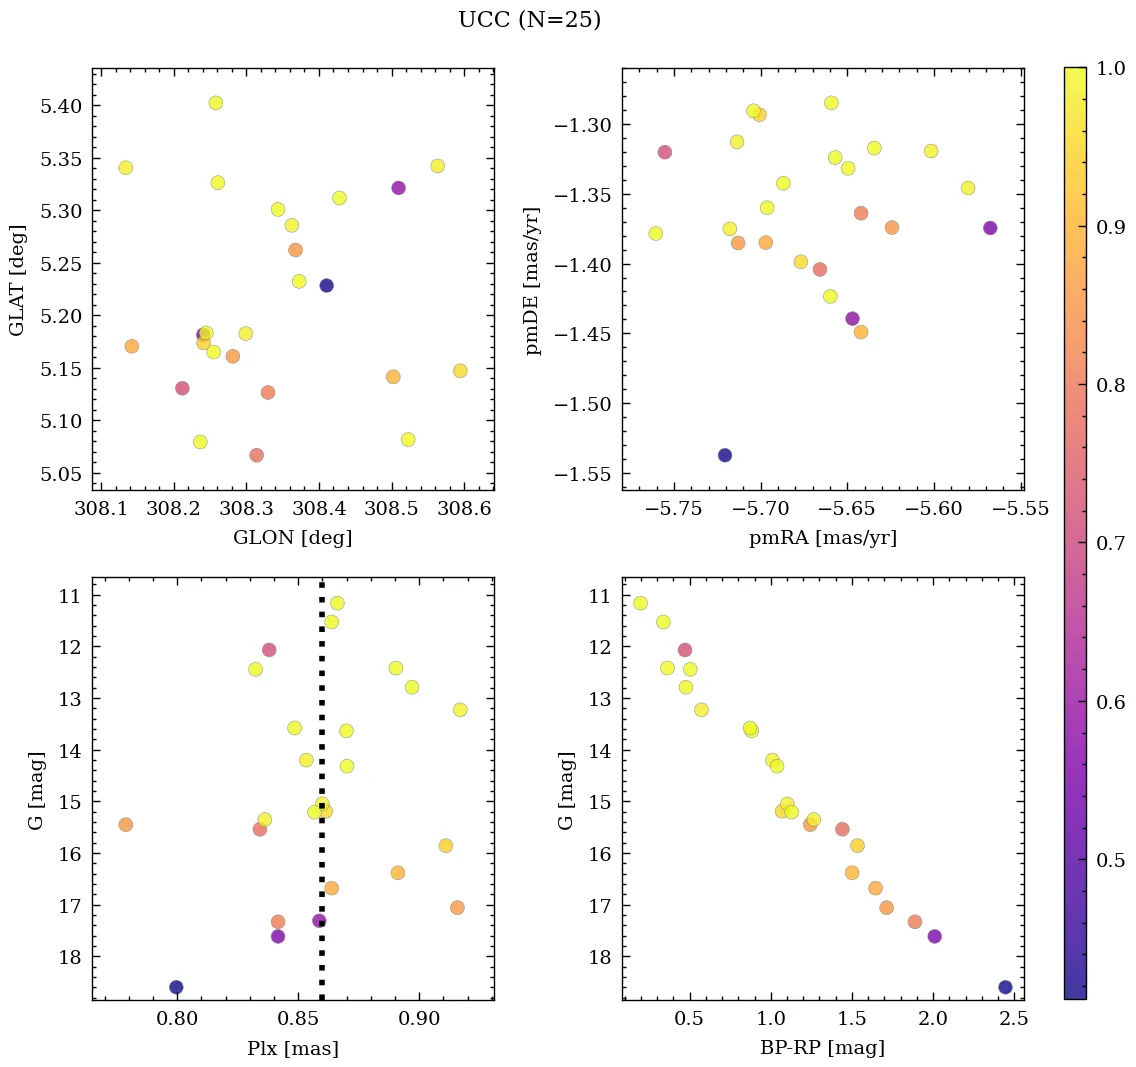 UCC (N=25)
5.40
5.35
5.30
5.25
5.20
5.15
5.10
5.05
GLAT [deg]
308.1 308.2 308.3 308.4 308.5 308.6
GLON [deg]
−1.30
−1.35
−1.40
−1.45
−1.50
−1.55
pmDE [mas/yr]
−5.75 −5.70 −5.65 −5.60 −5.55
pmRA [mas/yr]
1.0
0.9
0.8
0.7
0.6
0.5
11
12
13
14
15
16
17
18
G [mag]
0.80 0.85 0.90
Plx [mas]
11
12
13
14
15
16
17
18
G [mag]
0.5 1.0 1.5 2.0 2.5
BP-RP [mag]